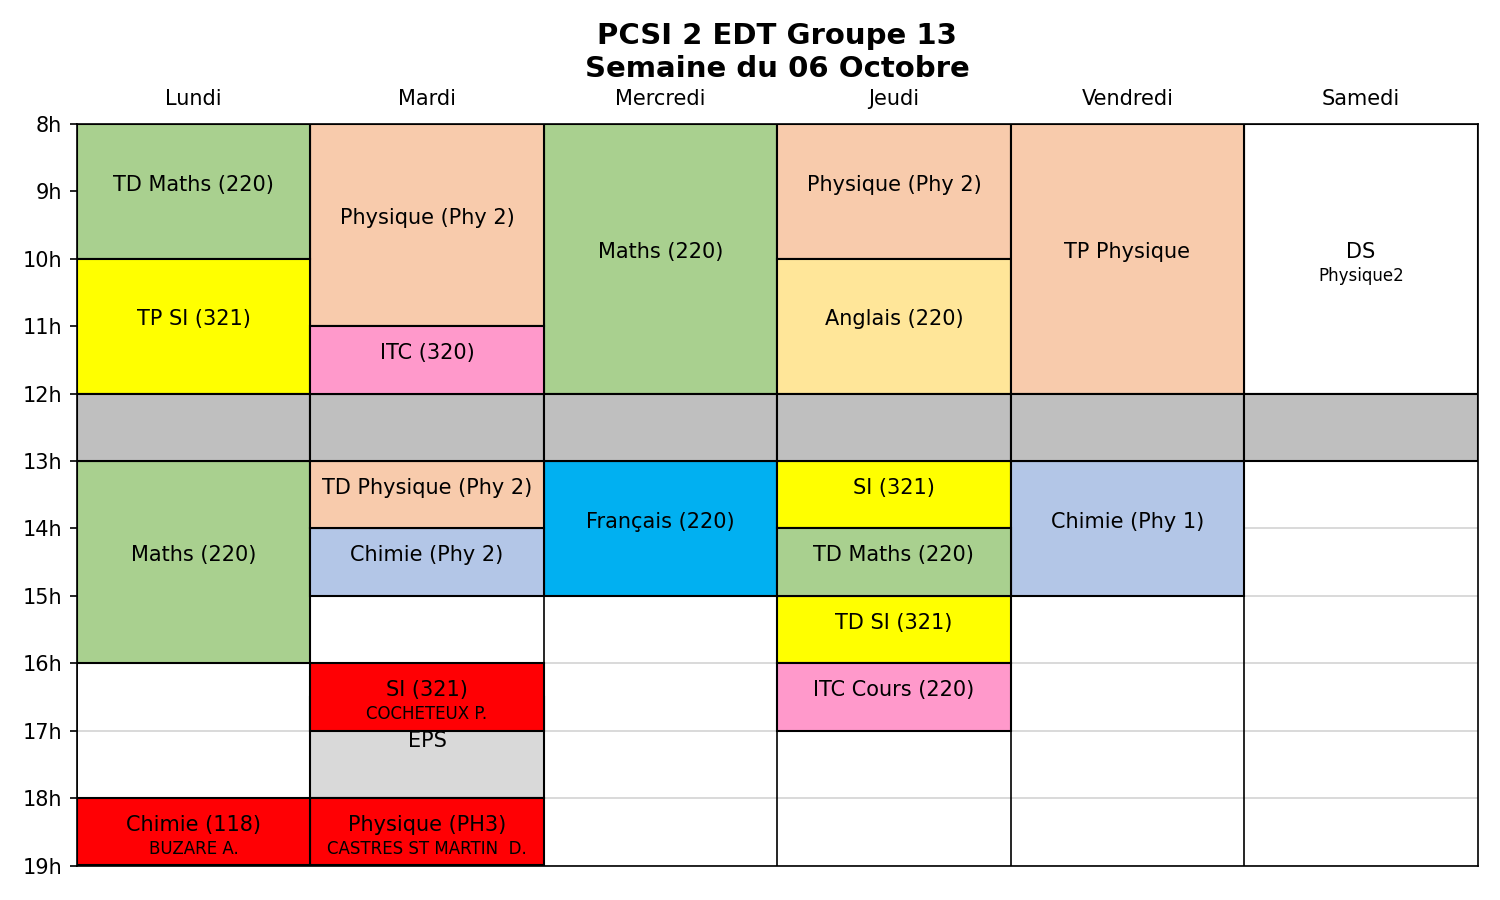 PCSI 2 EDT Groupe 13
Semaine du 06 Octobre
Lundi Mardi Mercredi Jeudi Vendredi Samedi
8h
9h
10h
11h
12h
13h
14h
15h
16h
17h
18h
19h
TD Maths (220)
TP SI (321)
Maths (220)
Chimie (118)
BUZARE A.
Physique (Phy 2)
ITC (320)
TD Physique (Phy 2)
Chimie (Phy 2)
SI (321)
COCHETEUX P.
EPS
Physique (PH3)
CASTRES ST MARTIN  D.
Maths (220)
Français (220)
Physique (Phy 2)
Anglais (220)
SI (321)
TD Maths (220)
TD SI (321)
ITC Cours (220)
TP Physique
Chimie (Phy 1)
DS
Physique2